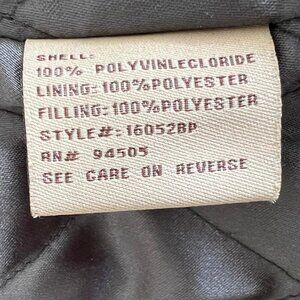 SHELL:
100% POLYVINLECLORIDE
LINING:100%POLYESTER
FILLING:100%POLYESTER
STYLE#:16052BP
RN# 94505
SEE CARE ON REVERSE